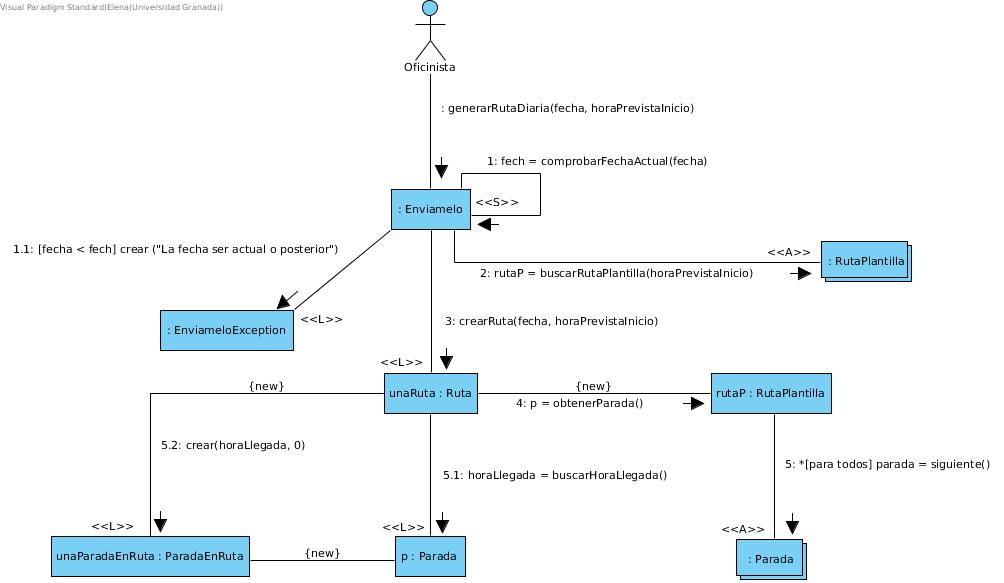 Visual Paradigm Standard(Elena(Universidad Granada))
Oficinista
: generarRutaDiaria(fecha, horaPrevistaInicio)
1: fech = comprobarFechaActual(fecha)
: Enviamelo
<<S>>
1.1: [fecha < fech] crear ("La fecha ser actual o posterior")
<<A>>
: RutaPlantilla
2: rutaP = buscarRutaPlantilla(horaPrevistaInicio)
: EnviameloException
<<L>>
3: crearRuta(fecha, horaPrevistaInicio)
<<L>>
{new}
unaRuta : Ruta
{new}
4: p = obtenerParada()
rutaP : RutaPlantilla
5.2: crear(horaLlegada, 0)
5.1: horaLlegada = buscarHoraLlegada()
5: *[para todos] parada = siguiente()
<<L>>
<<L>>
<<A>>
unaParadaEnRuta : ParadaEnRuta
{new}
p : Parada
: Parada